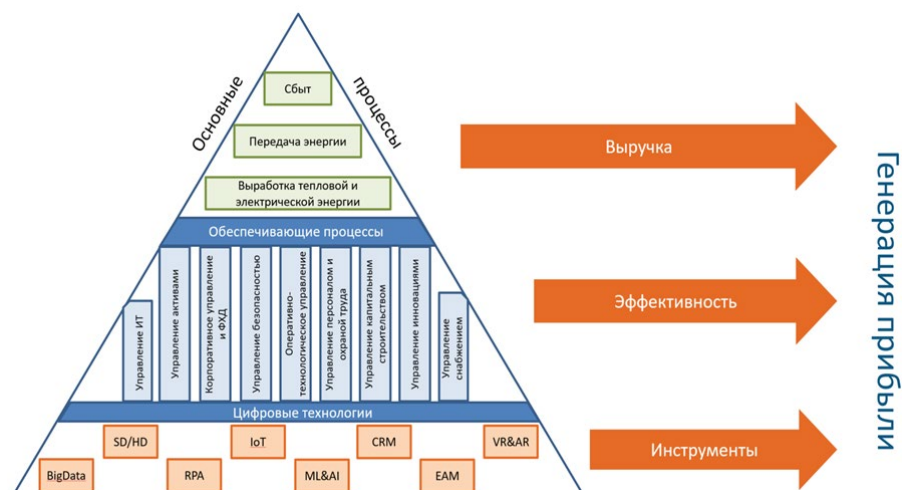 Основные
процессы
Сбыт
Передача энергии
Выработка тепловой и
электрической энергии
Выручка
Обеспечивающие процессы
Управление ИТ
Управление активами
Корпоративное управление
и ФХД
Управление безопасностью
Оперативно-
технологическое управление
Управление персоналом и
охраной труда
Управление капитальным
строительством
Управление инновациями
Управление
снабжением
Эффективность
Цифровые технологии
SD/HD
IoT
CRM
VR&AR
BigData
RPA
ML&AI
EAM
Инструменты
Генерация прибыли